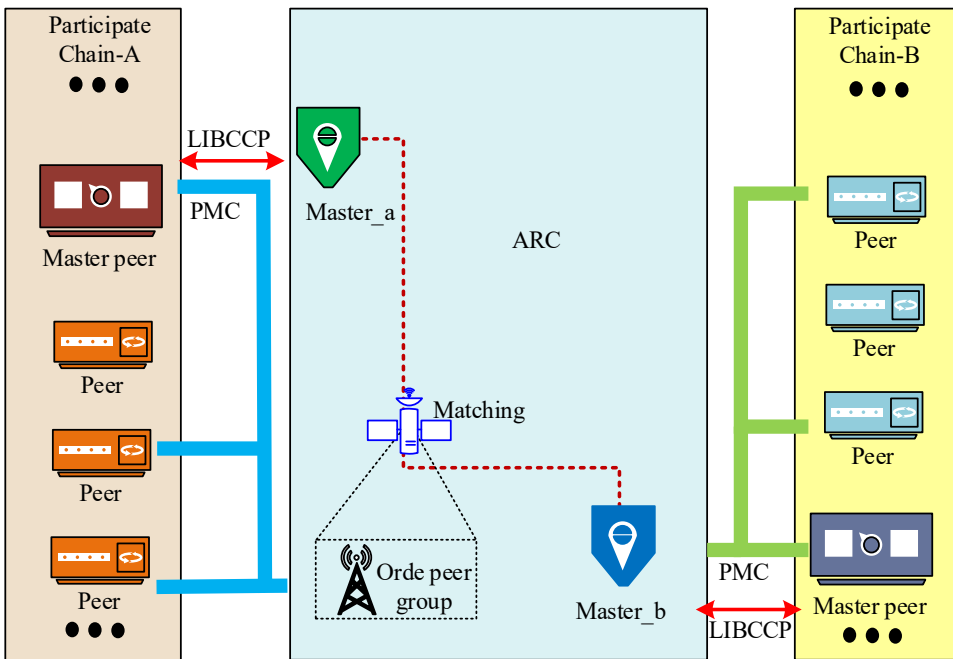 Participate
Chain-A
LIBCCP
PMC
Master peer
Peer
Peer
Peer
Master_a
ARC
Matching
Orde peer
group
Master_b
Participate
Chain-B
Peer
Peer
Peer
PMC
Master peer
LIBCCP